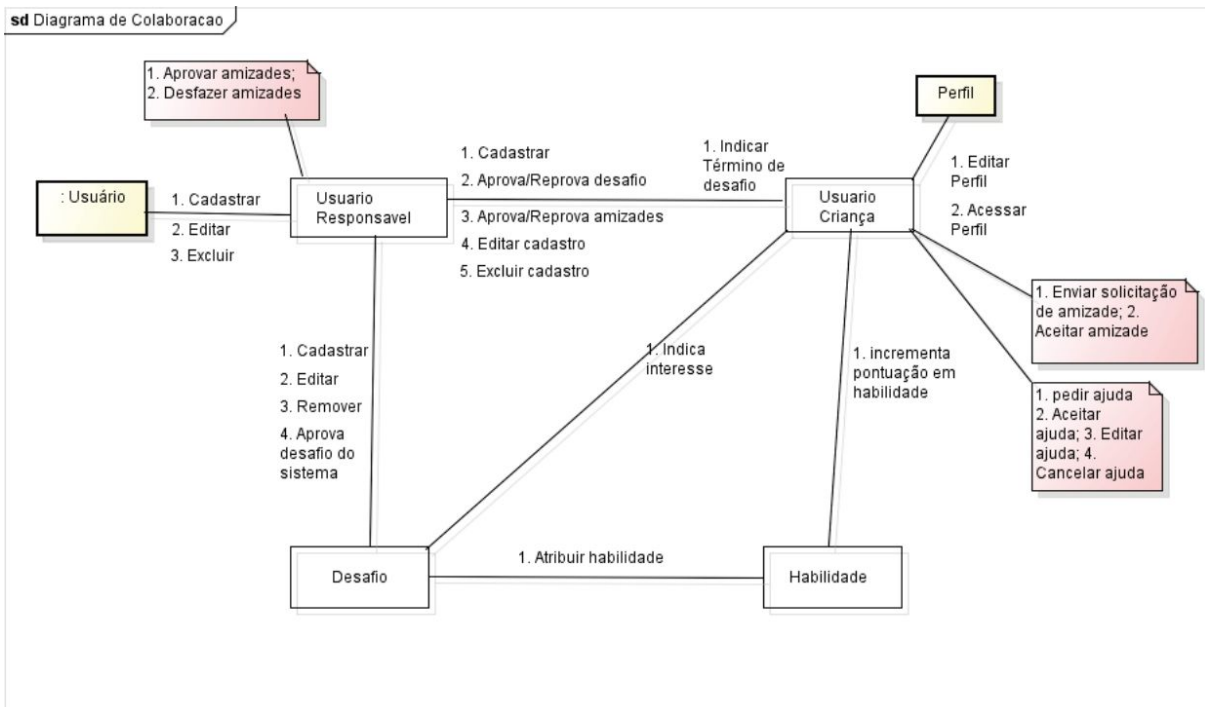 sd Diagrama de Colaboracao
1. Aprovar amizades;
2. Desfazer amizades
Perfil
: Usuário
1. Cadastrar
2. Editar
3. Excluir
Usuario
Responsavel
1. Cadastrar
2. Aprova/Reprova desafio
3. Aprova/Reprova amizades
4. Editar cadastro
5. Excluir cadastro
1. Indicar
Término de
desafio
Usuario
Criança
1. Editar
Perfil
2. Acessar
Perfil
1. Enviar solicitação
de amizade; 2.
Aceitar amizade
1. Cadastrar
2. Editar
3. Remover
4. Aprova
desafio do
sistema
1. Indica
interesse
1. incrementa
pontuação em
habilidade
1. pedir ajuda
2. Aceitar
ajuda; 3. Editar
ajuda; 4.
Cancelar ajuda
Desafio
1. Atribuir habilidade
Habilidade